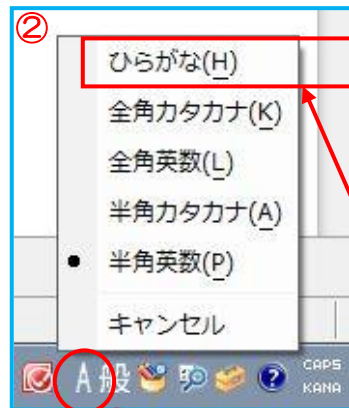 ②
ひらがな(H)
全角カタカナ(K)
全角英数(L)
半角カタカナ(A)
半角英数(P)
キャンセル
A 般 CAPS
KANA